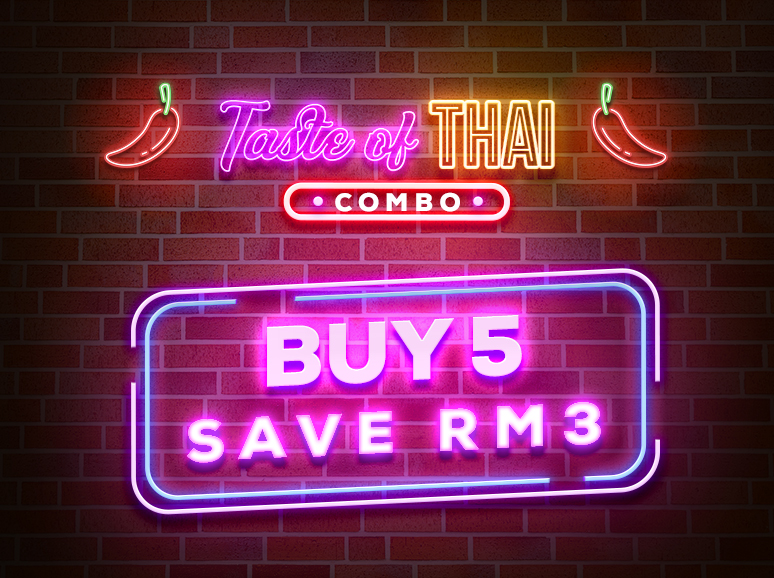 Taste of THAI
COMBO
BUY 5
SAVE RM3